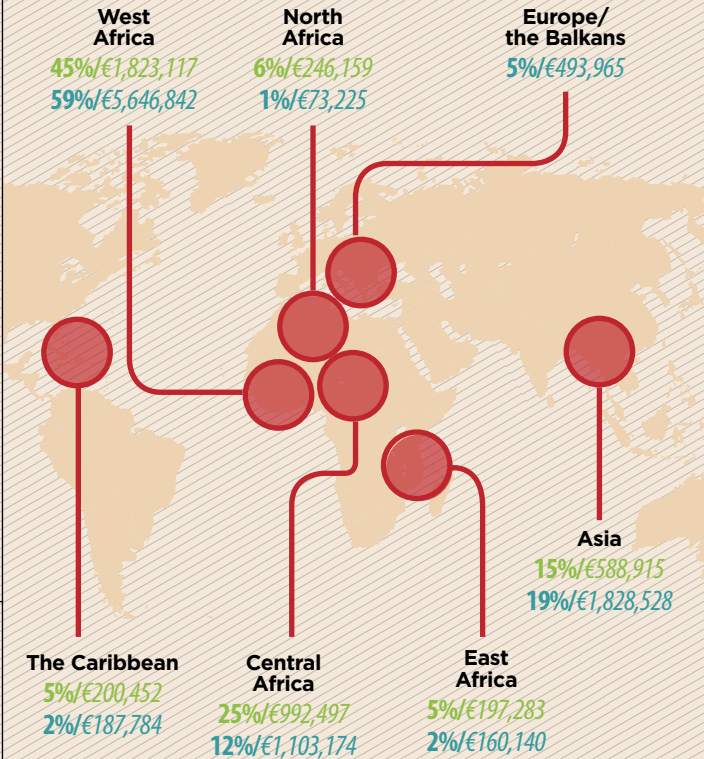 West
Africa
45%/€1,823,117
59%/€5,646,842
North
Africa
6%/€246,159
1%/€73,225
Europe/
the Balkans
5%/€493,965
Asia
15%/€588,915
19%/€1,828,528
The Caribbean
5%/€200,452
2%/€187,784
Central
Africa
25%/€992,497
12%/€1,103,174
East
Africa
5%/€197,283
2%/€160,140